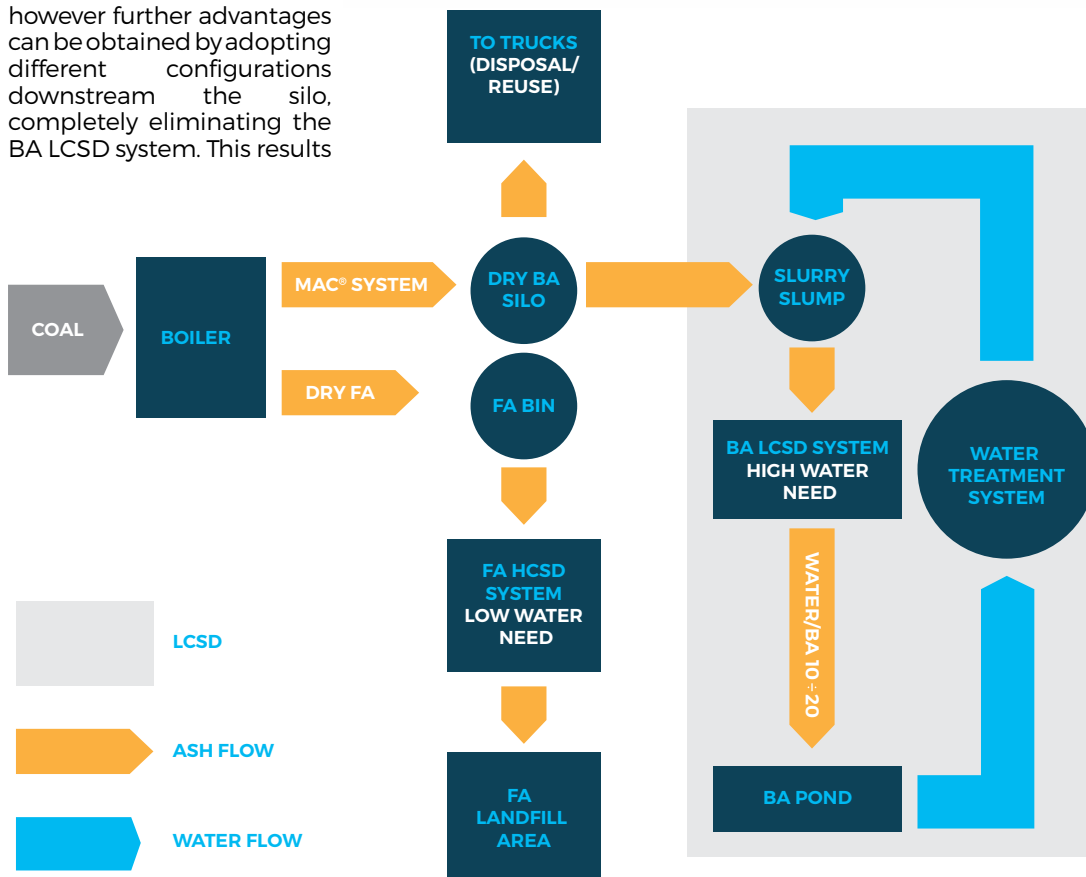 however further advantages
can be obtained by adopting
different configurations
downstream the silo,
completely eliminating the
BA LCSD system. This results
TO TRUCKS
(DISPOSAL/
REUSE)
COAL
BOILER
MAC® SYSTEM
DRY FA
DRY BA
SILO
FA BIN
SLURRY
SLUMP
BA LCSD SYSTEM
HIGH WATER
NEED
WATER
TREATMENT
SYSTEM
FA HCSD
SYSTEM
LOW WATER
NEED
WATER/BA 10 ÷ 20
FA
LANDFILL
AREA
BA POND
LCSD
ASH FLOW
WATER FLOW